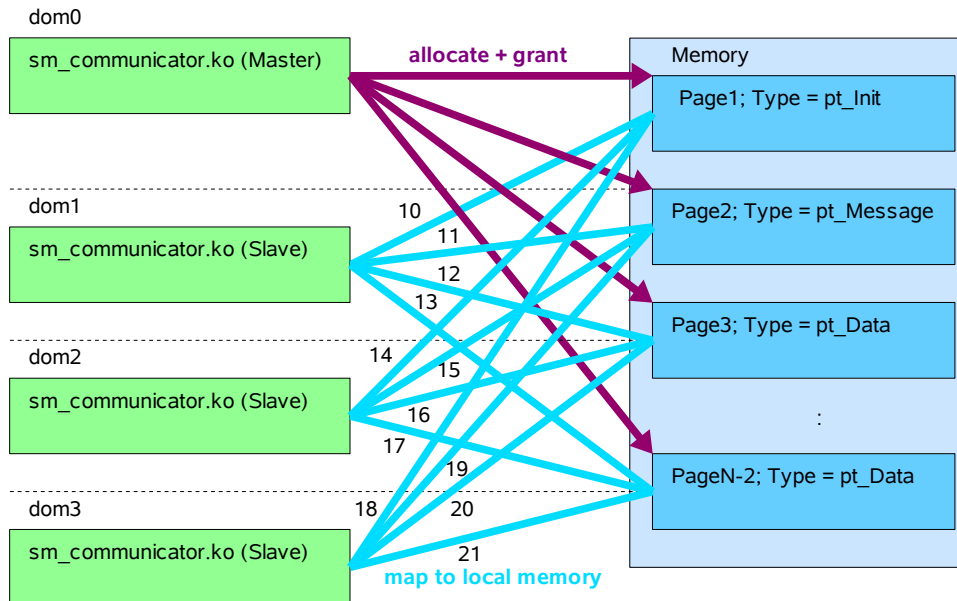 dom0
sm_communicator.ko (Master)
allocate + grant
Memory
Page1; Type = pt_Init
dom1
sm_communicator.ko (Slave)
10
11
12
13
Page2; Type = pt_Message
Page3; Type = pt_Data
dom2
sm_communicator.ko (Slave)
14
15
16
17
:
PageN-2; Type = pt_Data
dom3
sm_communicator.ko (Slave)
18
19
20
21
map to local memory